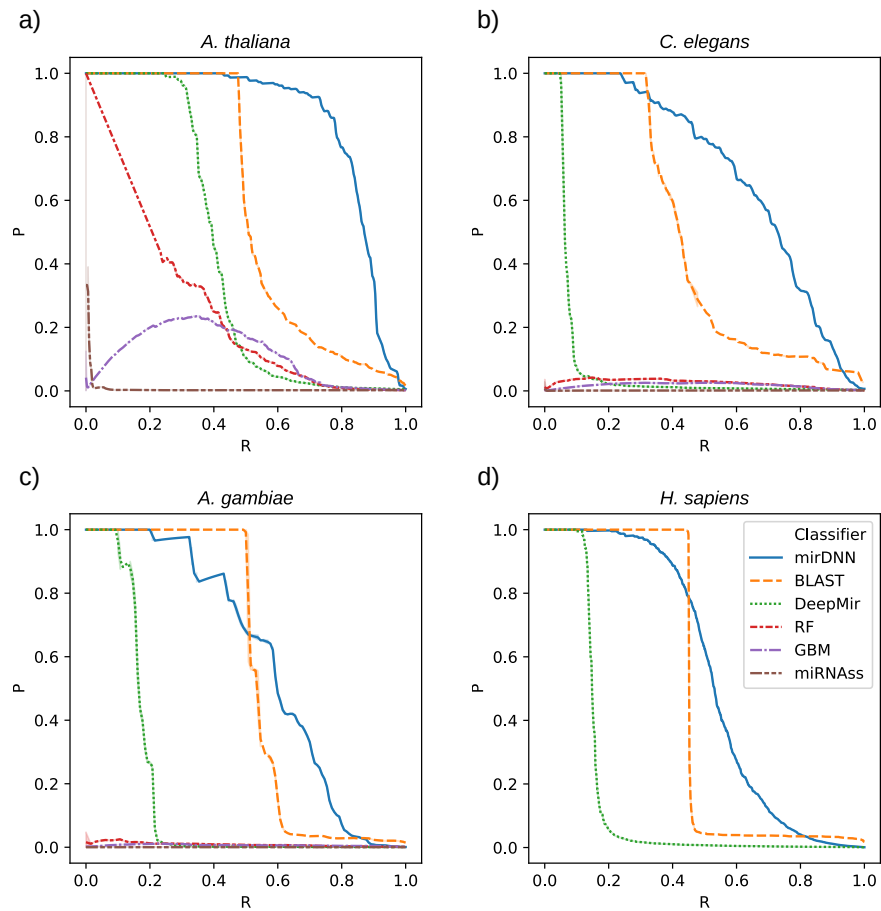 a)
A. thaliana
1.0
0.8
0.6
0.4
0.2
0.0
P
0.0 0.2 0.4 0.6 0.8 1.0
R
b)
C. elegans
1.0
0.8
0.6
0.4
0.2
0.0
P
0.0 0.2 0.4 0.6 0.8 1.0
R
c)
A. gambiae
1.0
0.8
0.6
0.4
0.2
0.0
P
0.0 0.2 0.4 0.6 0.8 1.0
R
d)
H. sapiens
1.0
0.8
0.6
0.4
0.2
0.0
P
0.0 0.2 0.4 0.6 0.8 1.0
R
Classifier
mirDNN
BLAST
DeepMir
RF
GBM
miRNAss